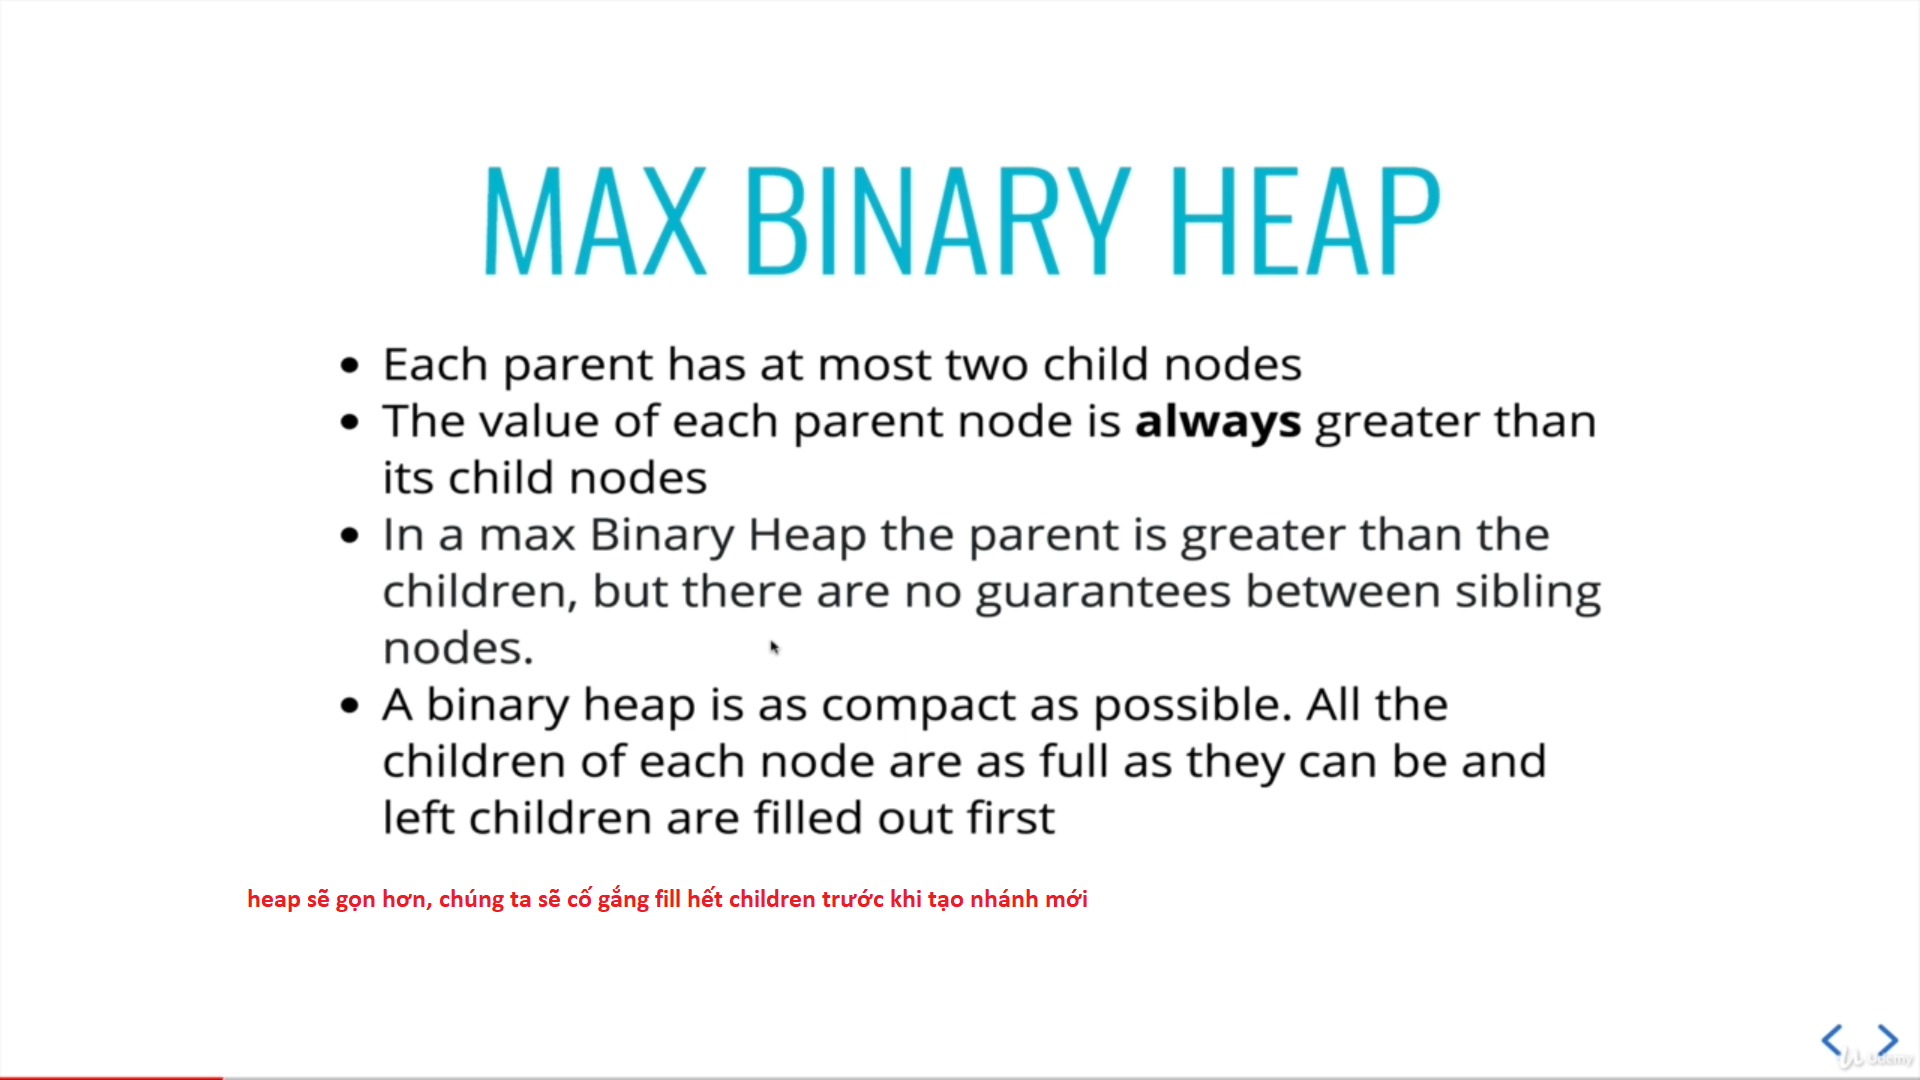 MAX BINARY HEAP
• Each parent has at most two child nodes
• The value of each parent node is always greater than
its child nodes
• In a max Binary Heap the parent is greater than the
children, but there are no guarantees between sibling
nodes.
• A binary heap is as compact as possible. All the
children of each node are as full as they can be and
left children are filled out first
heap sẽ gọn hơn, chúng ta sẽ cố gắng fill hết children trước khi tạo nhánh mới
Udemy